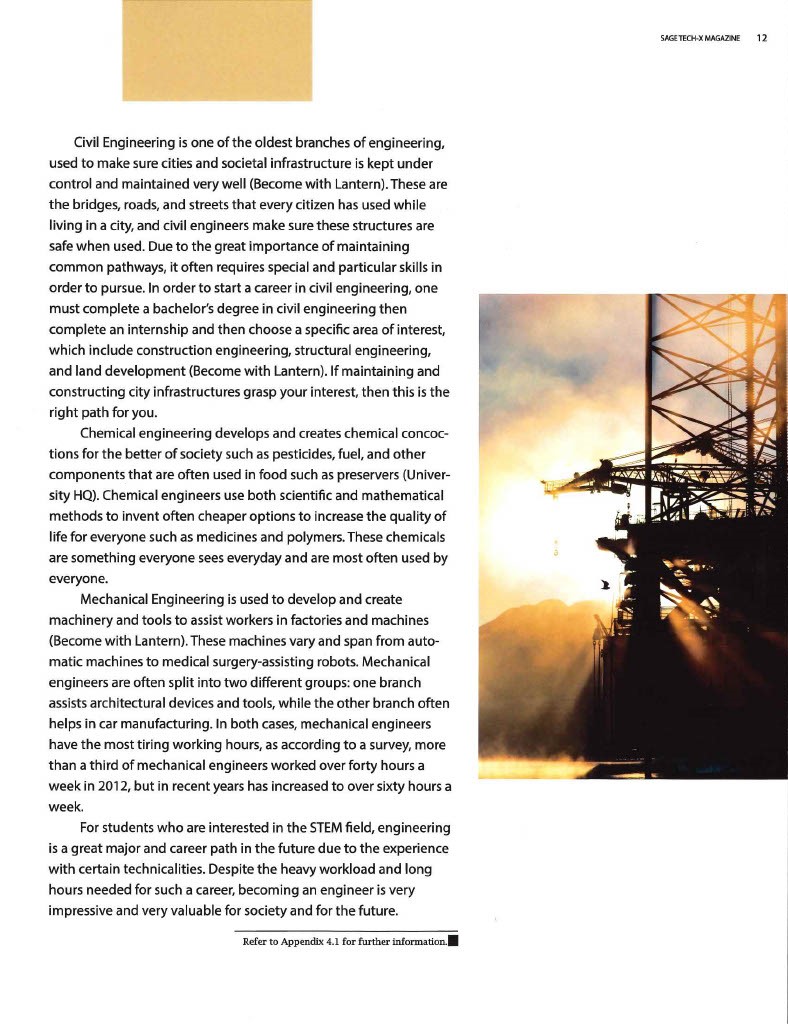 SAGE TECH-X MAGAZINE 12
Civil Engineering is one of the oldest branches of engineering,
used to make sure cities and societal infrastructure is kept under
control and maintained very well (Become with Lantern). These are
the bridges, roads, and streets that every citizen has used while
living in a city, and civil engineers make sure these structures are
safe when used. Due to the great importance of maintaining
common pathways, it often requires special and particular skills in
order to pursue. In order to start a career in civil engineering, one
must complete a bachelor's degree in civil engineering then
complete an internship and then choose a specific area of interest,
which include construction engineering, structural engineering,
and land development (Become with Lantern). If maintaining and
constructing city infrastructures grasp your interest, then this is the
right path for you.
Chemical engineering develops and creates chemical concoc-
tions for the better of society such as pesticides, fuel, and other
components that are often used in food such as preservers (Univer-
sity HQ). Chemical engineers use both scientific and mathematical
methods to invent often cheaper options to increase the quality of
life for everyone such as medicines and polymers. These chemicals
are something everyone sees everyday and are most often used by
everyone.
Mechanical Engineering is used to develop and create
machinery and tools to assist workers in factories and machines
(Become with Lantern). These machines vary and span from auto-
matic machines to medical surgery-assisting robots. Mechanical
engineers are often split into two different groups: one branch
assists architectural devices and tools, while the other branch often
helps in car manufacturing. In both cases, mechanical engineers
have the most tiring working hours, as according to a survey, more
than a third of mechanical engineers worked over forty hours a
week in 2012, but in recent years has increased to over sixty hours a
week.
For students who are interested in the STEM field, engineering
is a great major and career path in the future due to the experience
with certain technicalities. Despite the heavy workload and long
hours needed for such a career, becoming an engineer is very
impressive and very valuable for society and for the future.
Refer to Appendix 4.1 for further information.